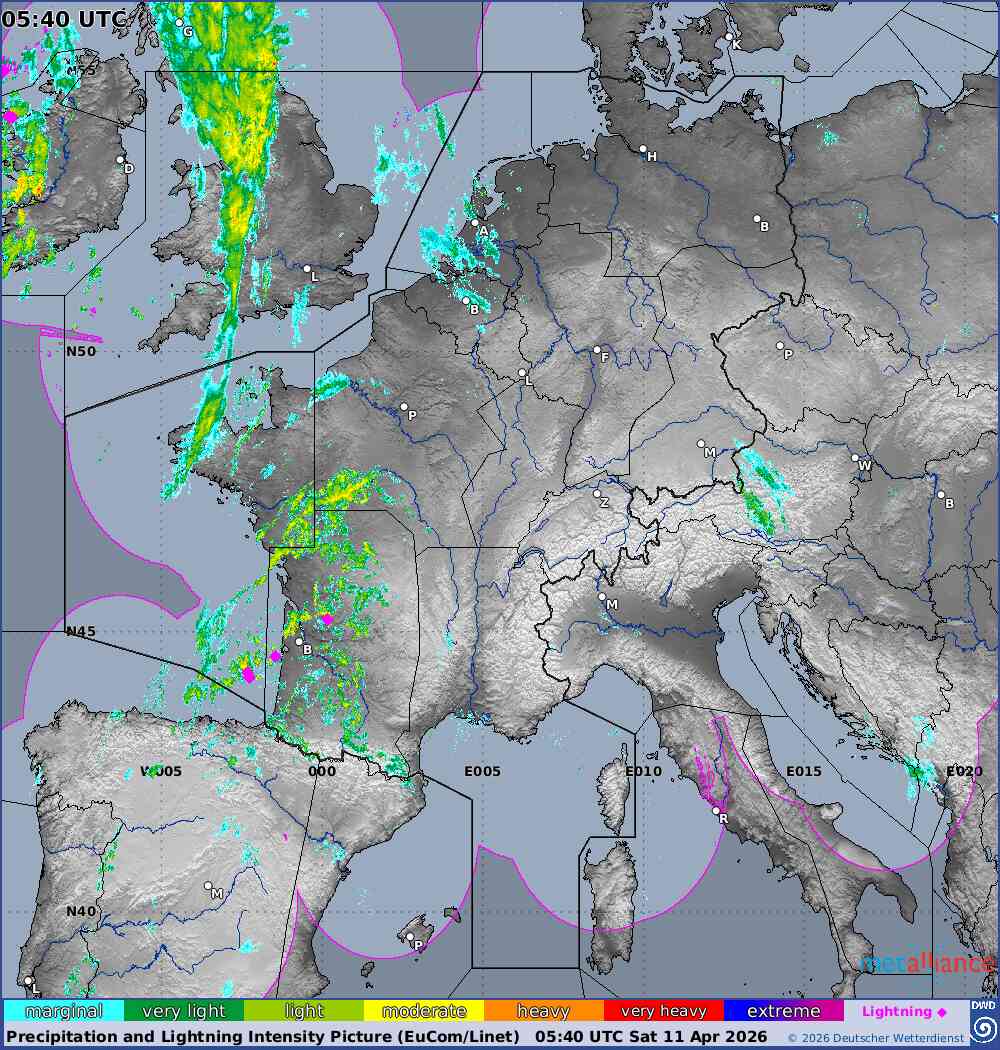 05:40 UTC
G
K
N55
D
H
A
B
L
B
N50
F
P
L
P
M
W
Z
B
M
N45
B
W005
000
E005
E010
E015
E020
R
M
N40
P
L
metalliance
marginal very light light moderate heavy very heavy extreme Lightning ◆ DWD
Precipitation and Lightning Intensity Picture (EuCom/Linet) 05:40 UTC Sat 11 Apr 2026 © 2026 Deutscher Wetterdienst